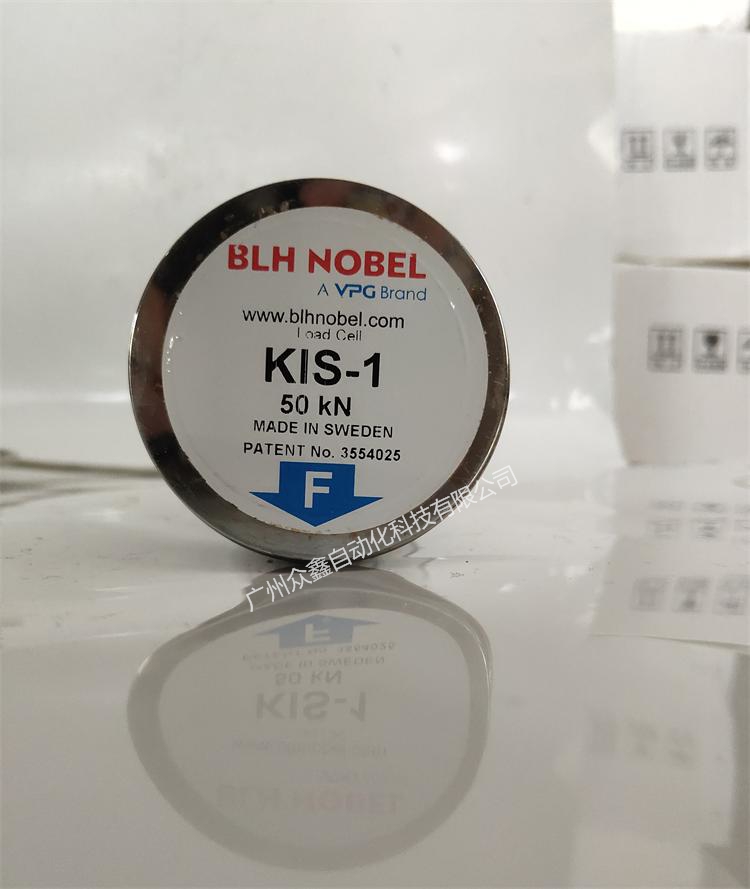 BLH NOBEL
A VPG Brand
www.blhnobel.com
Load Cell
KIS-1
50 kN
MADE IN SWEDEN
PATENT No. 3554025
F
广州众鑫自动化科技有限公司